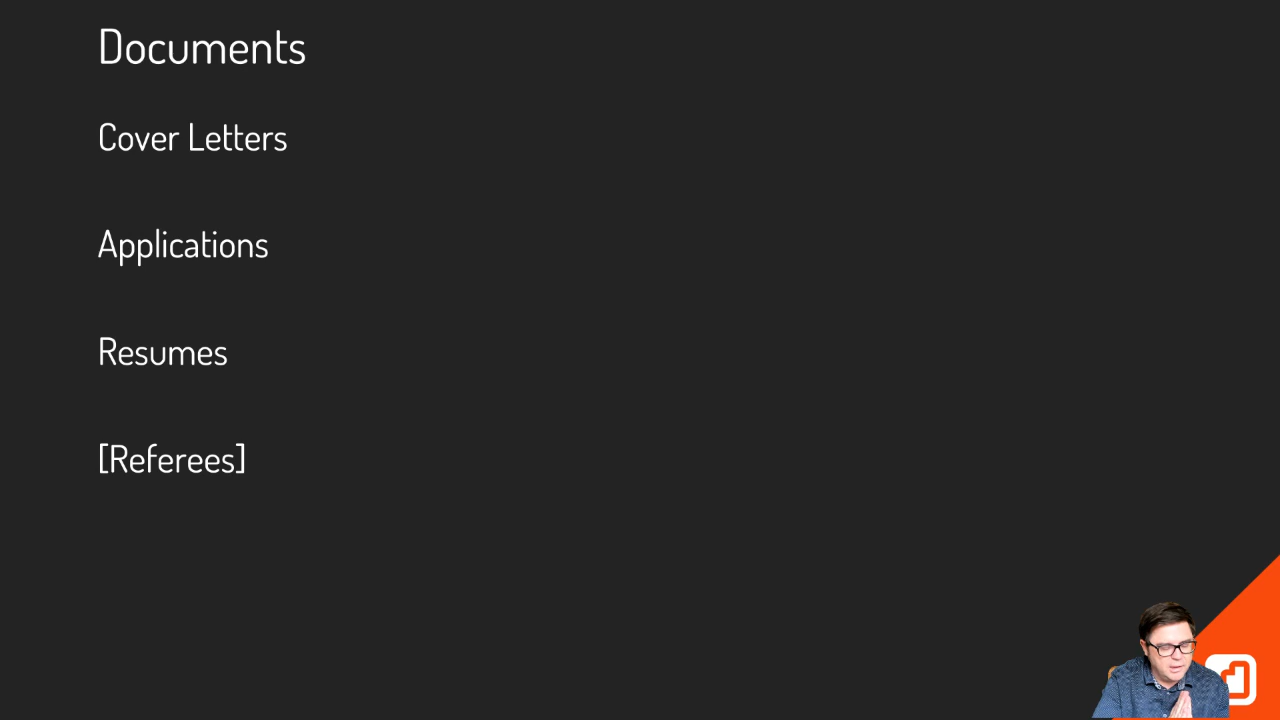 Documents
Cover Letters
Applications
Resumes
[Referees]